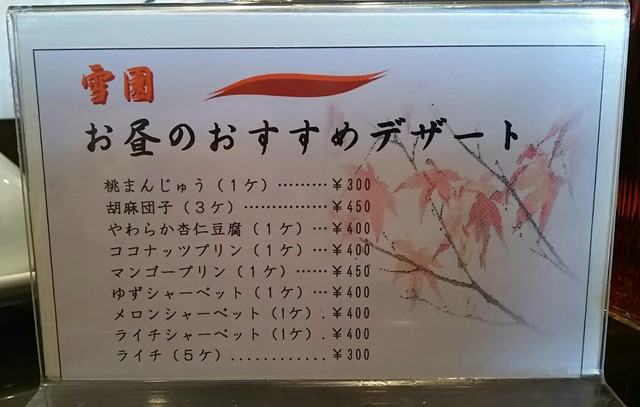 雪園
お昼のおすすめデザート
桃まんじゅう(1ケ) ………¥300
胡麻団子(3ケ) ……………¥450
やわらか杏仁豆腐(1ケ) …¥400
ココナッツプリン(1ケ) …¥400
マンゴープリン(1ケ) ……¥450
ゆずシャーベット(1ケ) …¥400
メロンシャーベット(1ケ) .¥400
ライチシャーベット(1ケ) .¥400
ライチ(5ケ) ............¥300